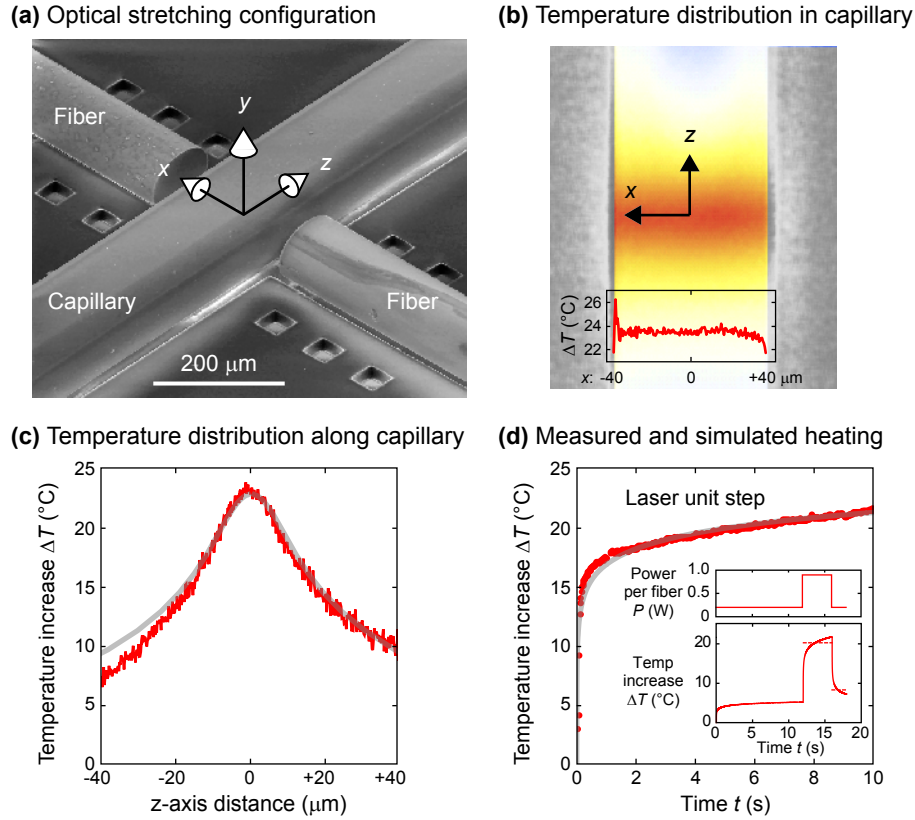 (a) Optical stretching configuration
Fiber
y
x
z
Capillary
Fiber
200 μm
(b) Temperature distribution in capillary
z
x
ΔT (°C)
26
24
22
x: -40 0 +40 μm
(c) Temperature distribution along capillary
Temperature increase ΔT (°C)
25
20
15
10
5
0
-40 -20 0 +20 +40
z-axis distance (μm)
(d) Measured and simulated heating
Temperature increase ΔT (°C)
25
20
15
10
5
0
Laser unit step
Power
per fiber
P (W)
1.0
0.5
0
Temp
increase
ΔT (°C)
20
10
0
0 5 10 15 20
Time t (s)
0 2 4 6 8 10
Time t (s)